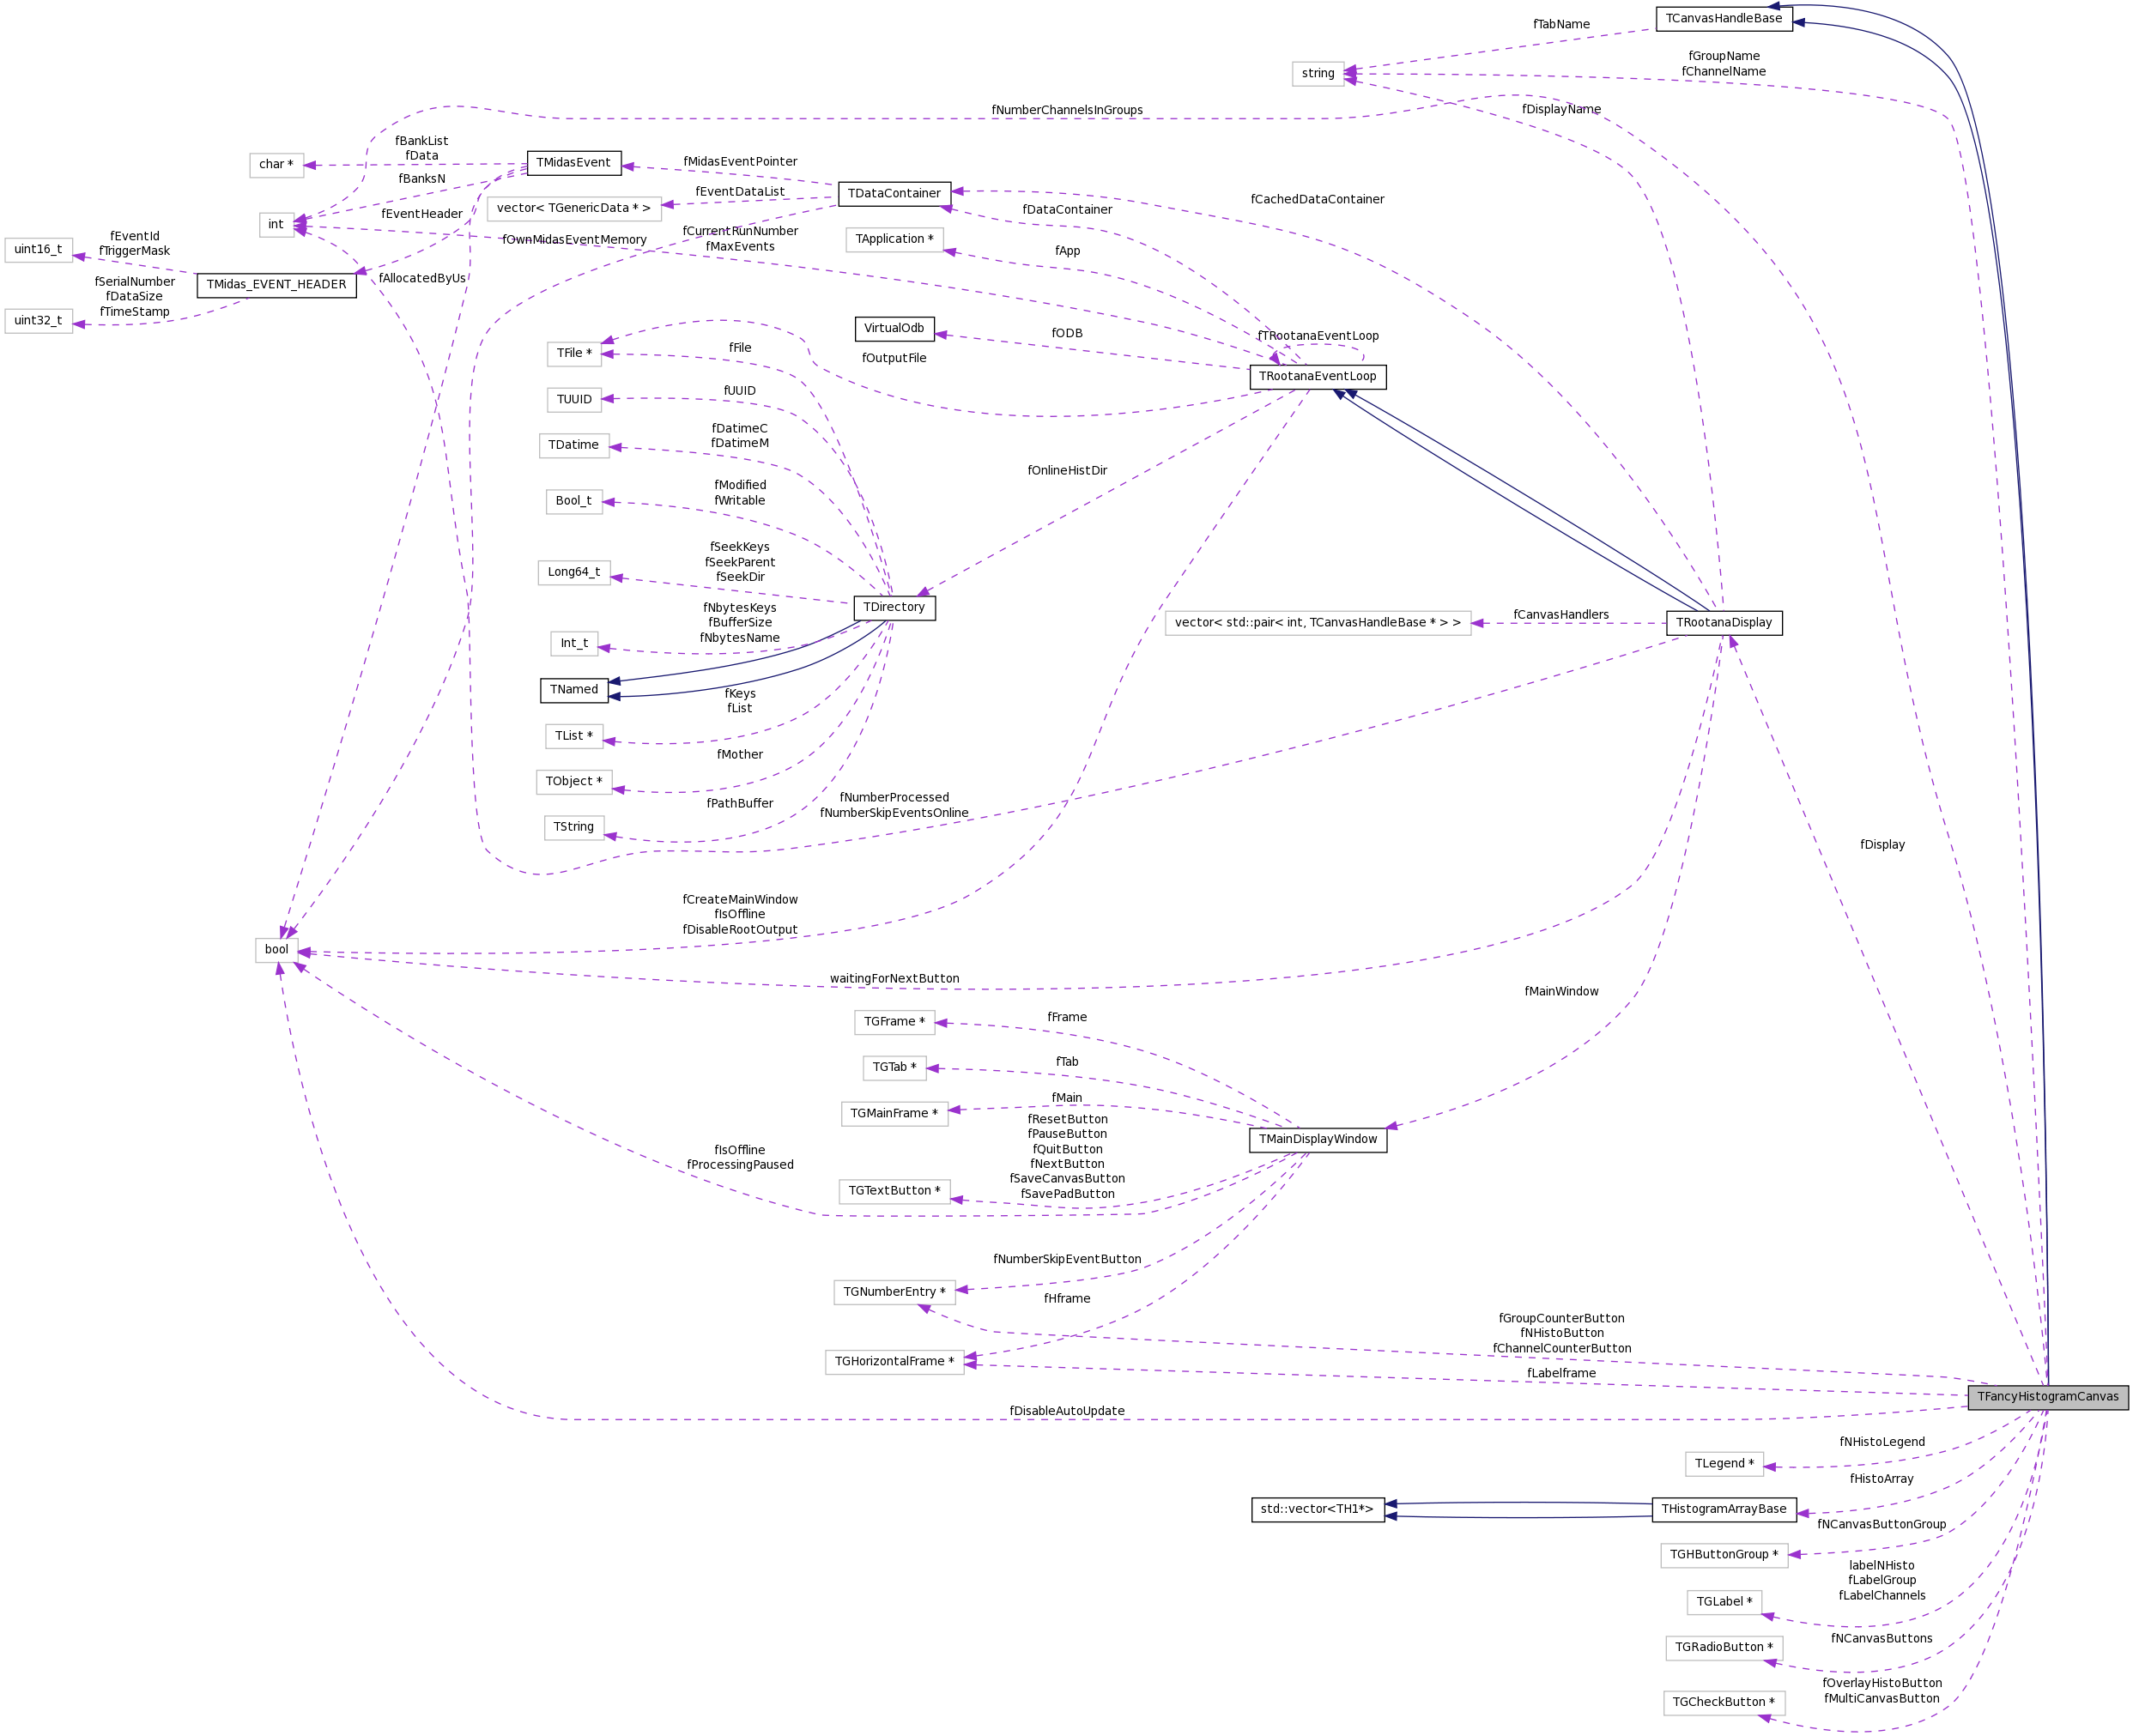 TCanvasHandleBase
fTabName
fGroupName
fChannelName
string
fNumberChannelsInGroups
fDisplayName
fBankList
fData
char *
TMidasEvent
fMidasEventPointer
fBanksN
fEventDataList
TDataContainer
fCachedDataContainer
vector< TGenericData * >
fEventHeader
fDataContainer
int
fEventId
fTriggerMask
fOwnMidasEventMemory
fCurrentRunNumber
fMaxEvents
TApplication *
uint16_t
fApp
fAllocatedByUs
TMidas_EVENT_HEADER
fSerialNumber
fDataSize
fTimeStamp
uint32_t
VirtualOdb
fODB
fTRootanaEventLoop
TFile *
fFile
fOutputFile
TRootanaEventLoop
TUUID
fUUID
TDatime
fDatimeC
fDatimeM
fOnlineHistDir
Bool_t
fModified
fWritable
Long64_t
fSeekKeys
fSeekParent
fSeekDir
TDirectory
fNbytesKeys
fBufferSize
fNbytesName
Int_t
vector< std::pair< int, TCanvasHandleBase * > >
fCanvasHandlers
TRootanaDisplay
TNamed
fKeys
fList
TList *
fMother
TObject *
fPathBuffer
fNumberProcessed
fNumberSkipEventsOnline
TString
fDisplay
fCreateMainWindow
fIsOffline
fDisableRootOutput
bool
waitingForNextButton
fMainWindow
TGFrame *
fFrame
TGTab *
fTab
TGMainFrame *
fMain
TMainDisplayWindow
fResetButton
fPauseButton
fQuitButton
fNextButton
fSaveCanvasButton
fSavePadButton
fIsOffline
fProcessingPaused
TGTextButton *
fNumberSkipEventButton
TGNumberEntry *
fHframe
fGroupCounterButton
fNHistoButton
fChannelCounterButton
TGHorizontalFrame *
fLabelframe
TFancyHistogramCanvas
fDisableAutoUpdate
fNHistoLegend
TLegend *
fHistoArray
std::vector<TH1*>
THistogramArrayBase
fNCanvasButtonGroup
TGHButtonGroup *
labelNHisto
fLabelGroup
fLabelChannels
TGLabel *
fNCanvasButtons
TGRadioButton *
fOverlayHistoButton
fMultiCanvasButton
TGCheckButton *